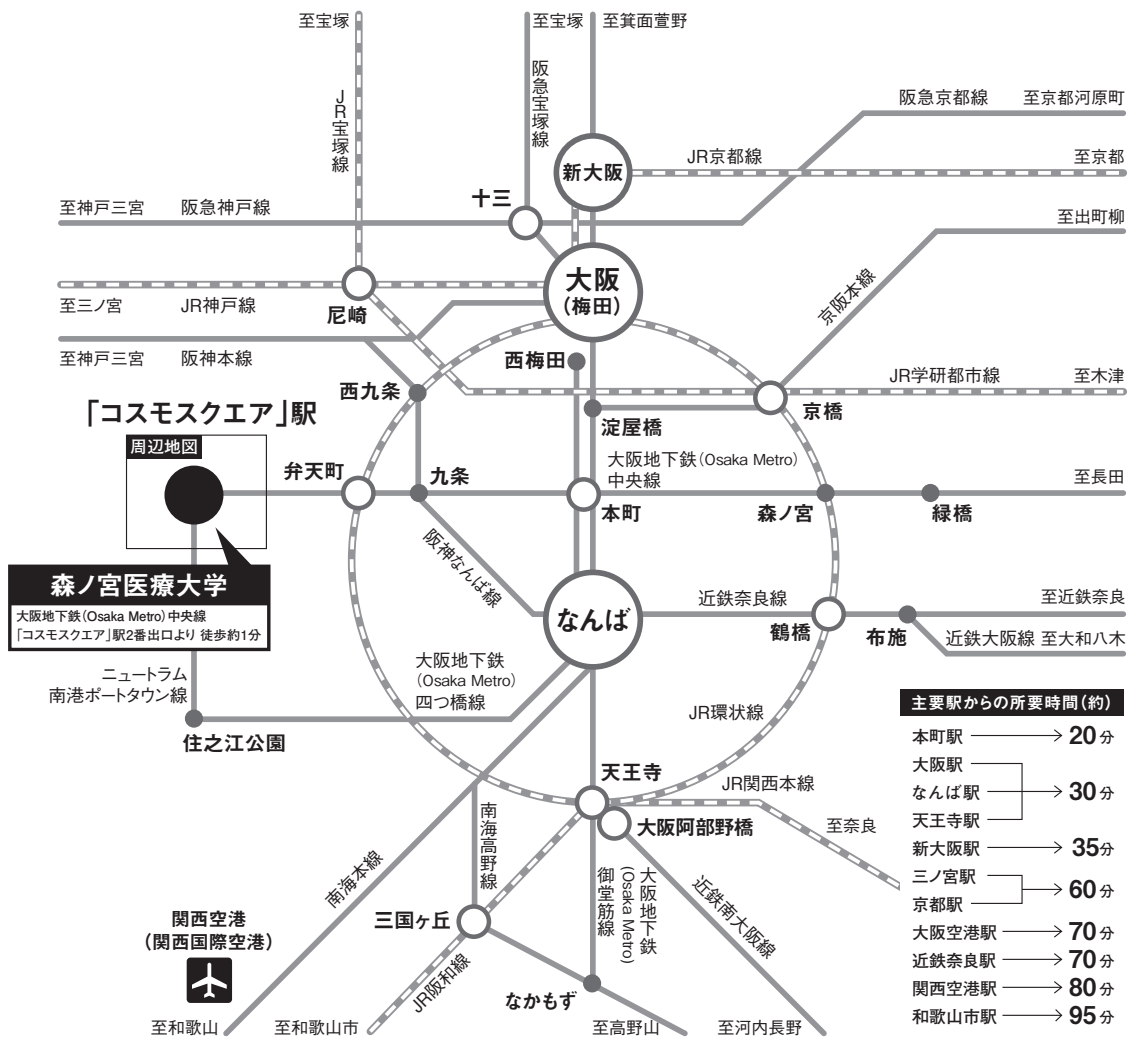 至宝塚
至宝塚
至箕面萱野
JR宝塚線
阪急宝塚線
阪急京都線
至京都河原町
新大阪
JR京都線
至京都
十三
至神戸三宮
阪急神戸線
至出町柳
大阪
(梅田)
京阪本線
至三ノ宮
JR神戸線
尼崎
至神戸三宮
阪神本線
西梅田
JR学研都市線
至木津
西九条
京橋
淀屋橋
「コスモスクエア」駅
周辺地図
弁天町
九条
大阪地下鉄(Osaka Metro)
中央線
至長田
本町
森ノ宮
緑橋
阪神なんば線
森ノ宮医療大学
大阪地下鉄(Osaka Metro)中央線
「コスモスクエア」駅2番出口より 徒歩約1分
なんば
近鉄奈良線
至近鉄奈良
鶴橋
布施
近鉄大阪線 至大和八木
ニュートラム
南港ポートタウン線
大阪地下鉄
(Osaka Metro)
四つ橋線
住之江公園
JR環状線
天王寺
JR関西本線
至奈良
大阪阿部野橋
南海本線
南海高野線
御堂筋線
(Osaka Metro)
大阪地下鉄
近鉄南大阪線
三国ヶ丘
関西空港
(関西国際空港)
JR阪和線
なかもず
至和歌山
至和歌山市
至高野山
至河内長野
主要駅からの所要時間(約)
本町駅 → 20分
大阪駅
なんば駅 → 30分
天王寺駅
新大阪駅 → 35分
三ノ宮駅
京都駅 → 60分
大阪空港駅 → 70分
近鉄奈良駅 → 70分
関西空港駅 → 80分
和歌山市駅 → 95分